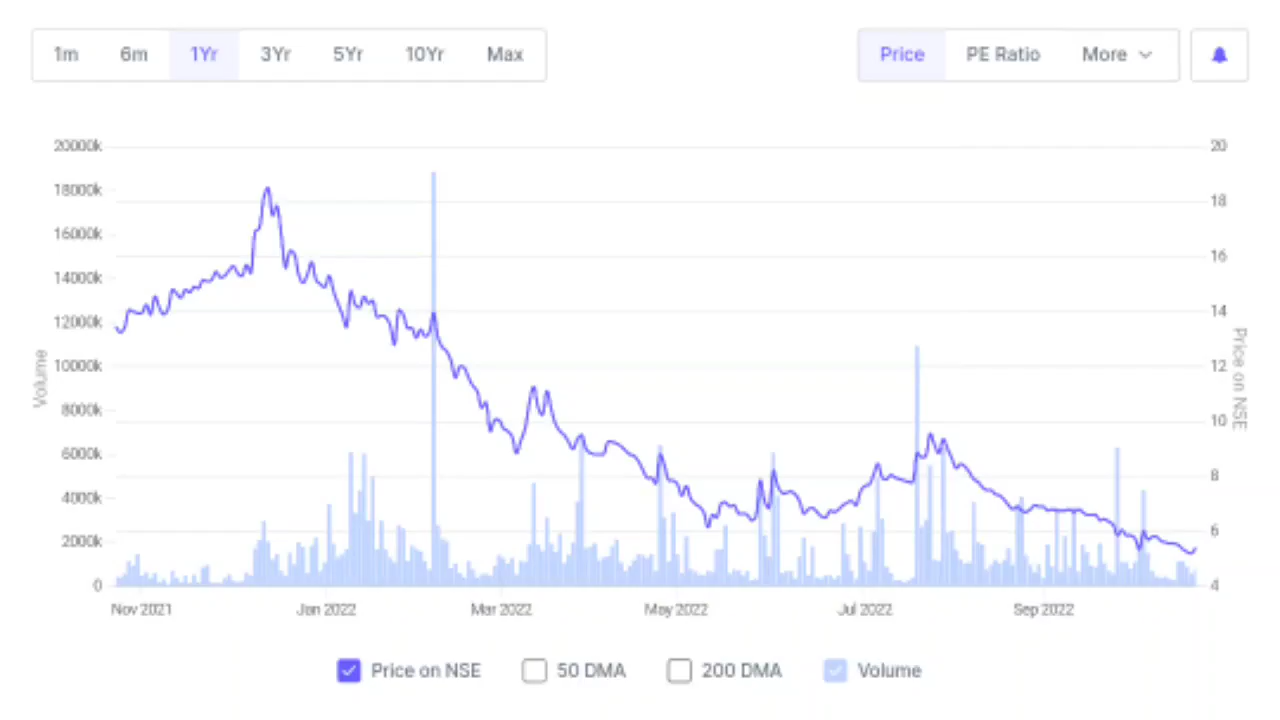 1m 6m 1Yr 3Yr 5Yr 10Yr Max Price PE Ratio More
20000k 20
18000k 18
16000k 16
14000k 14
12000k 12
10000k 10
8000k 8
6000k 6
4000k 4
2000k
0
Volume
Price on NSE
Nov 2021 Jan 2022 Mar 2022 May 2022 Jul 2022 Sep 2022
Price on NSE 50 DMA 200 DMA Volume